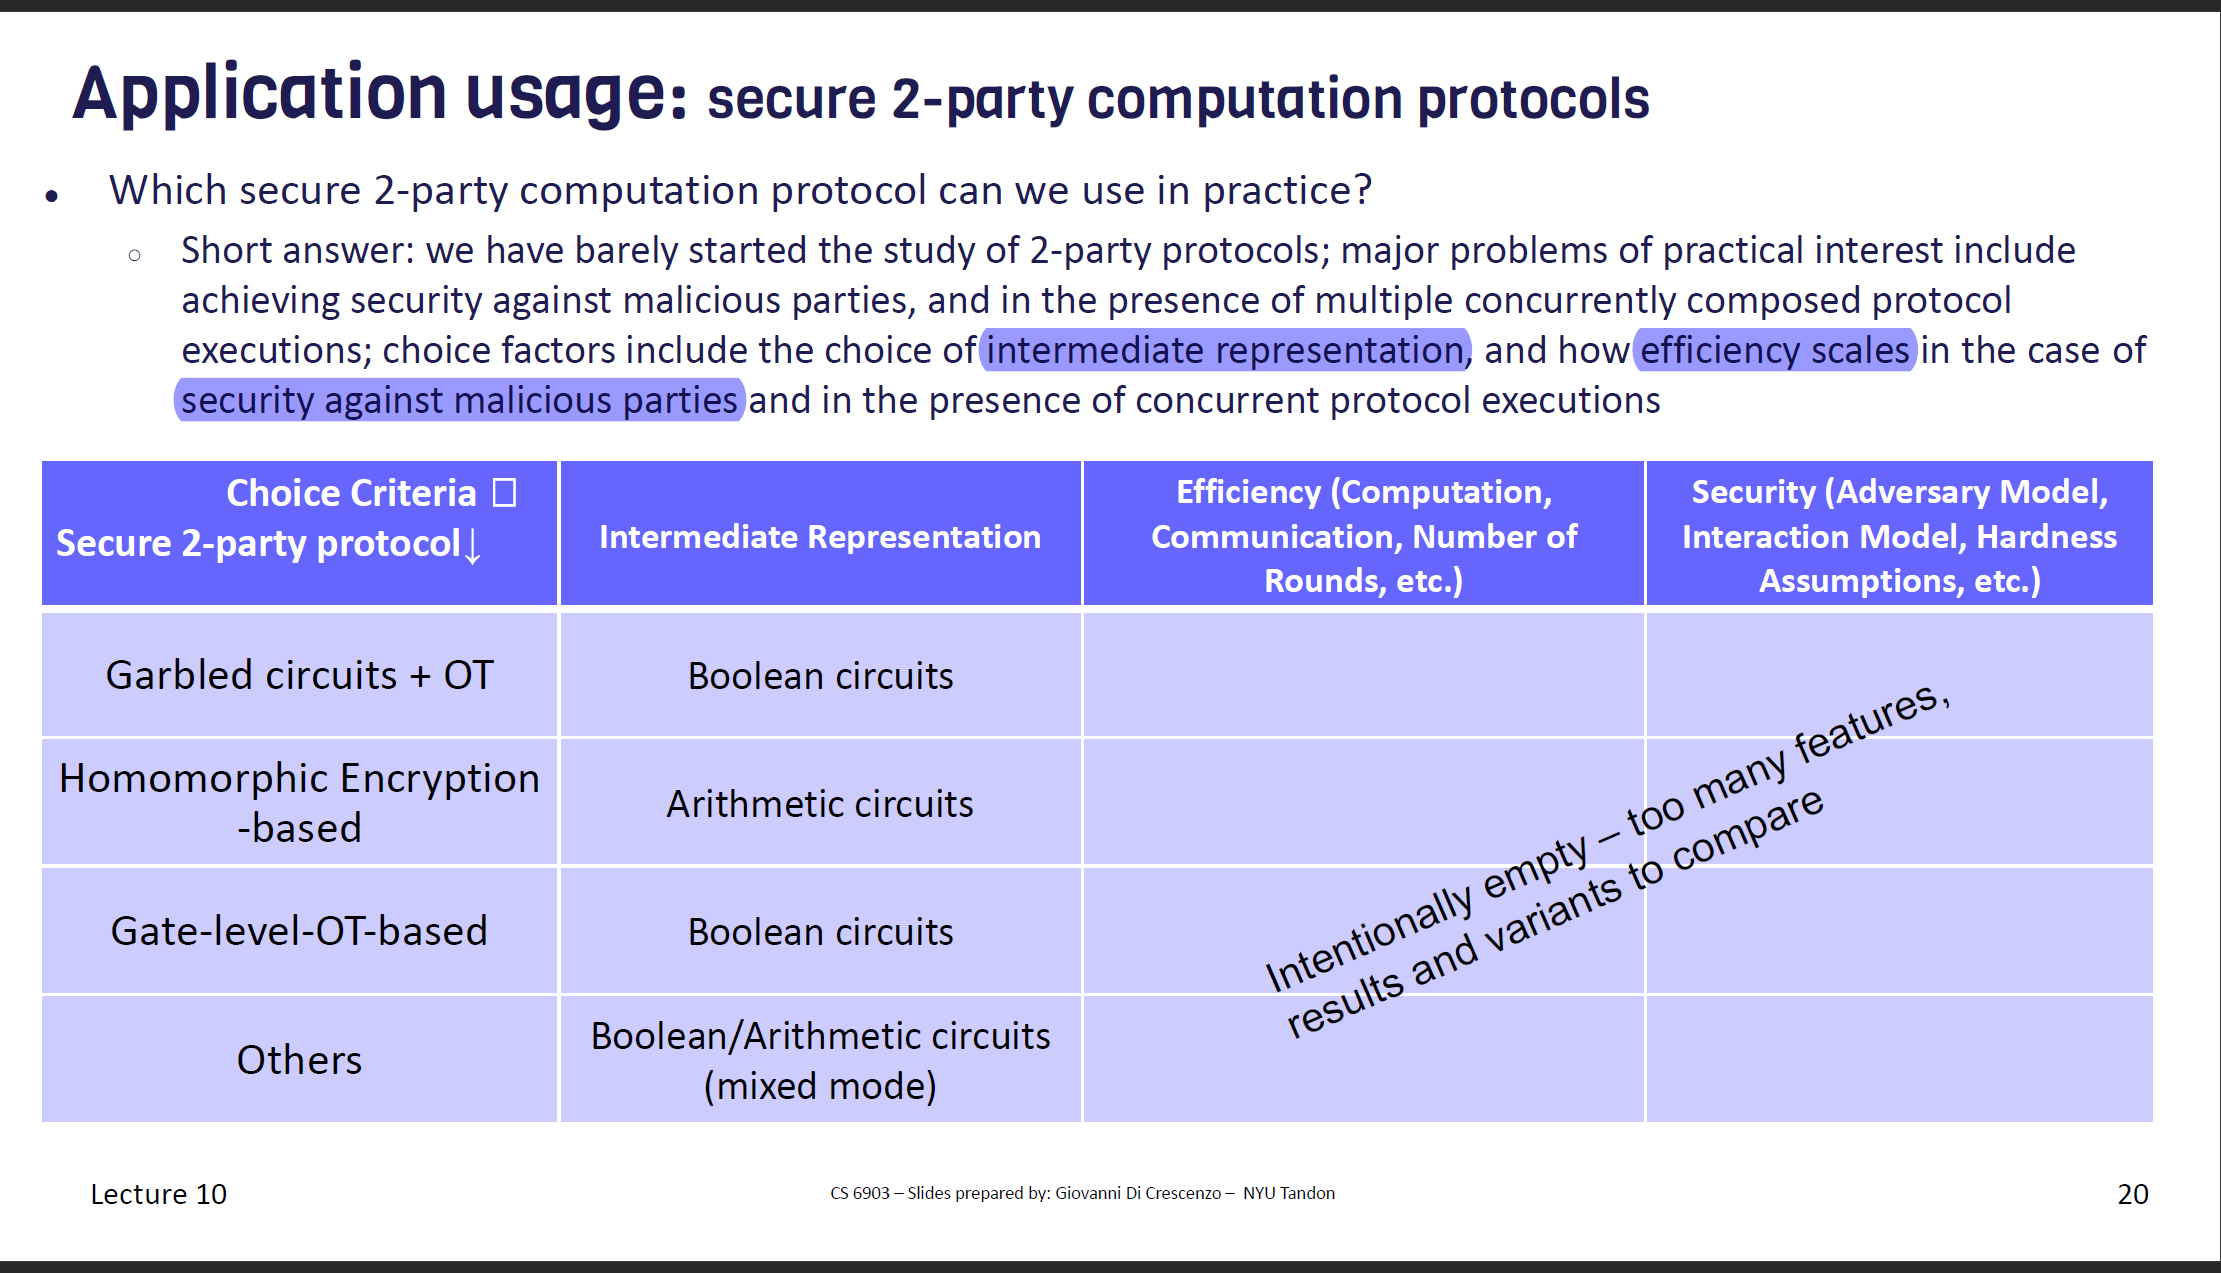 Application usage: secure 2-party computation protocols
• Which secure 2-party computation protocol can we use in practice?
○ Short answer: we have barely started the study of 2-party protocols; major problems of practical interest include
achieving security against malicious parties, and in the presence of multiple concurrently composed protocol
executions; choice factors include the choice of intermediate representation, and how efficiency scales in the case of
security against malicious parties and in the presence of concurrent protocol executions
Choice Criteria □
Secure 2-party protocol↓
Intermediate Representation
Efficiency (Computation,
Communication, Number of
Rounds, etc.)
Security (Adversary Model,
Interaction Model, Hardness
Assumptions, etc.)
Garbled circuits + OT
Boolean circuits
Homomorphic Encryption
-based
Arithmetic circuits
Gate-level-OT-based
Boolean circuits
Others
Boolean/Arithmetic circuits
(mixed mode)
Intentionally empty – too many features,
results and variants to compare
Lecture 10
CS 6903 – Slides prepared by: Giovanni Di Crescenzo – NYU Tandon
20